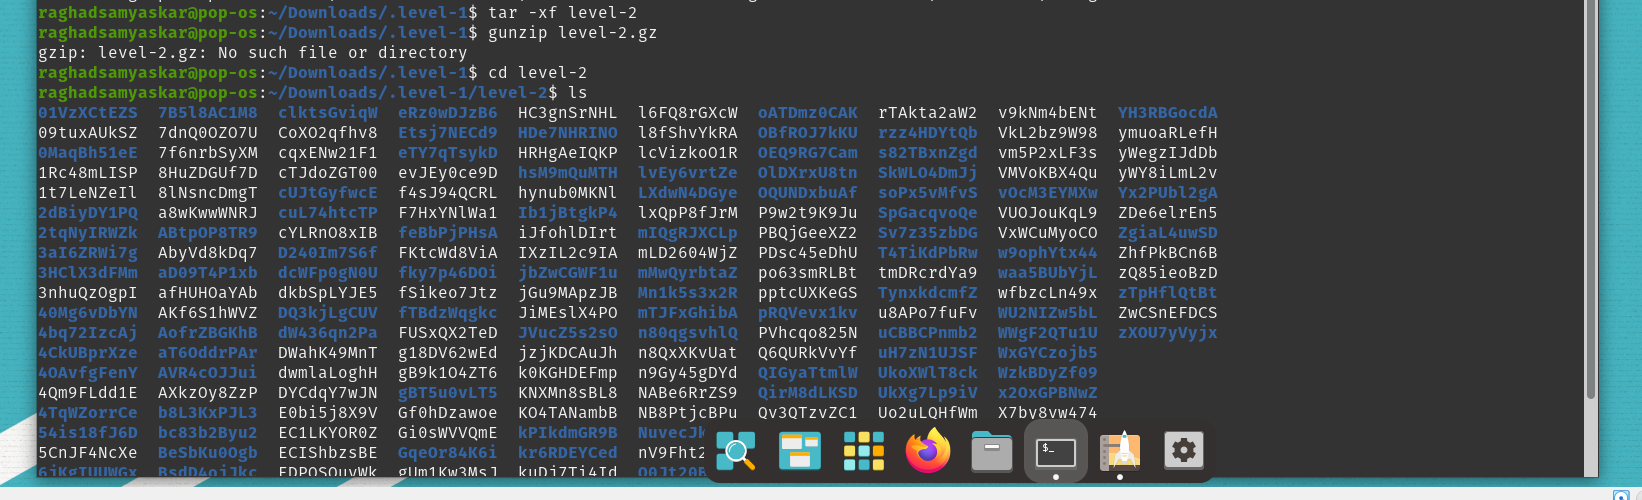 raghadsamyaskar@pop-os:~/Downloads/.level-1$ tar -xf level-2
raghadsamyaskar@pop-os:~/Downloads/.level-1$ gunzip level-2.gz
gzip: level-2.gz: No such file or directory
raghadsamyaskar@pop-os:~/Downloads/.level-1$ cd level-2
raghadsamyaskar@pop-os:~/Downloads/.level-1/level-2$ ls
01VzXCtEZS 7B5l8AC1M8 clktsGviqW eRz0wDJzB6 HC3gnSrNHL l6FQ8rGXcW oATDmz0CAK rTAkta2aW2 v9kNm4bENt YH3RBGocdA
09tuxAUkSZ 7dnQ0OZO7U CoXO2qfhv8 Etsj7NECd9 HDe7NHRINO l8fShvYkRA OBfROJ7kKU rzz4HDYtQb VkL2bz9W98 ymuoaRLefH
0MaqBh51eE 7f6nrbSyXM cqxENw21F1 eTY7qTsykD HRHgAeIQKP lcVizkoO1R OEQ9RG7Cam s82TBxnZgd vm5P2xLF3s yWegzIJdDb
1Rc48mLISP 8HuZDGUf7D cTJdoZGT00 evJEy0ce9D hsM9mQuMTH lvEy6vrtZe OlDXrxU8tn SkWLO4DmJj VMVoKBX4Qu yWY8iLmL2v
1t7LeNZeIl 8lNsncDmgT cUJtGyfwcE f4sJ94QCRL hynub0MKNl LXdwN4DGye OQUNDxbuAf soPx5vMfvS vOcM3EYMXw Yx2PUbl2gA
2dBiyDY1PQ a8wKwwWNRJ cuL74htcTP F7HxYNlWa1 Ib1jBtgkP4 lxQpP8fJrM P9w2t9K9Ju SpGacqvoQe VUOJouKqL9 ZDe6elrEn5
2tqNyIRWZk ABtpOP8TR9 cYLRnO8xIB feBbPjPHsA iJfohlDIrt mIQgRJXCLp PBQjGeeXZ2 Sv7z35zbDG VxWCuMyoCO ZgiaL4uwSD
3aI6ZRWi7g AbyVd8kDq7 D240Im7S6f FKtcWd8ViA IXzIL2c9IA mLD2604WjZ PDsc45eDhU T4TiKdPbRw w9ophYtx44 ZhfPkBCn6B
3HClX3dFMm aD09T4P1xb dcWFp0gN0U fky7p46DOi jbZwCGWF1u mMwQyrbtaZ po63smRLBt tmDRcrdYa9 waa5BUbYjL zQ85ieoBzD
3nhuQzOgpI afHUHOaYAb dkbSpLYJE5 fSikeo7Jtz jGu9MApzJB Mn1k5s3x2R pptcUXKeGS Tynxkdcmfz wfbzcLn49x zTpHflQtBt
40Mg6vDbYN AKf6S1hWVZ DQ3kjLgCUV fTBdzWqgkc JiMEslX4PO mTJFxGhibA pRQVevx1kv u8APo7fuFv WU2NIZw5bL ZwCSnEFDCS
4bq72IzcAj AofrZBGKhB dW436qn2Pa FUSxQX2TeD JVucZ5s2sO n80qgsvhlQ PVhcqo825N uCBBCPnmb2 WWgF2QTu1U zXOU7yVyjx
4CkUBprXze aT6OddrPAr DWahK49MnT g18DV62wEd jzjKDCAuJh n8QxXKvUat Q6QURkVvYf uH7zN1UJSF WxGYCzojb5
4OAvfgFenY AVR4cOJJui dwmlaLoghH gB9k1O4ZT6 k0KGHDEFmp n9Gy45gDYd QIGyaTtmlW UkoXWlT8ck WzkBDyZf09
4Qm9FLdd1E AXkzOy8ZzP DYCdqY7wJN gBT5u0vLT5 KNXMn8sBL8 NABe6RrZS9 QirM8dLKSD UkXg7Lp9iV x2OxGPBNwZ
4TqWZorrCe b8L3KxPJL3 E0bi5j8X9V Gf0hDzawoe KO4TANambB NB8PtjcBPu Qv3QTzvZC1 Uo2uLQHfWm X7by8vw474
54is18fJ6D bc83b2Byu2 EC1LKYOR0Z Gi0sWVVQmE kPIkdmGR9B
5CnJF4NcXe BeSbKu0Ogb ECIShbzsBE GqeOr84K6i kr6RDEYCed